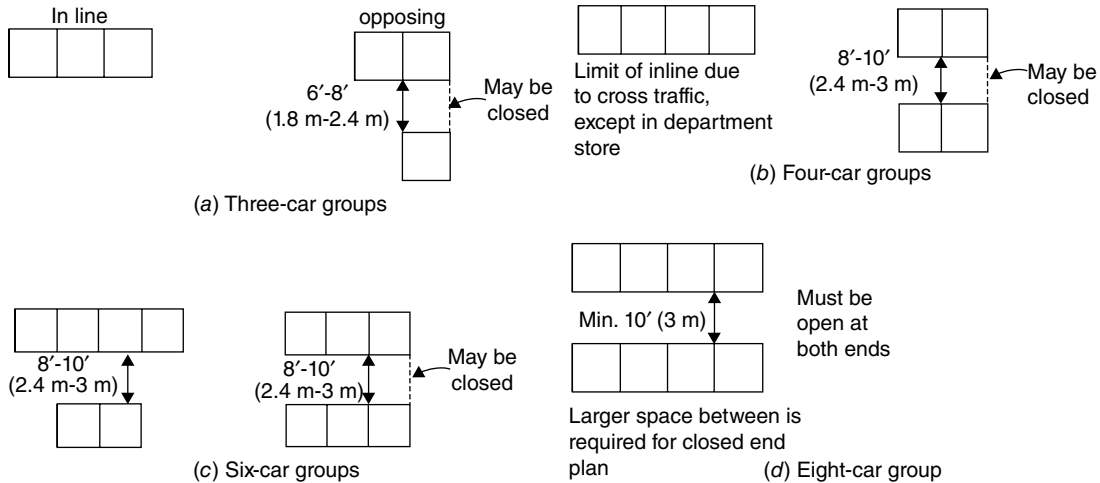 In line
opposing
6′-8′
(1.8 m-2.4 m)
May be
closed
(a) Three-car groups
Limit of inline due
to cross traffic,
except in department
store
8′-10′
(2.4 m-3 m)
May be
closed
(b) Four-car groups
8′-10′
(2.4 m-3 m)
8′-10′
(2.4 m-3 m)
May be
closed
(c) Six-car groups
Min. 10′ (3 m)
Must be
open at
both ends
Larger space between is
required for closed end
plan
(d) Eight-car group